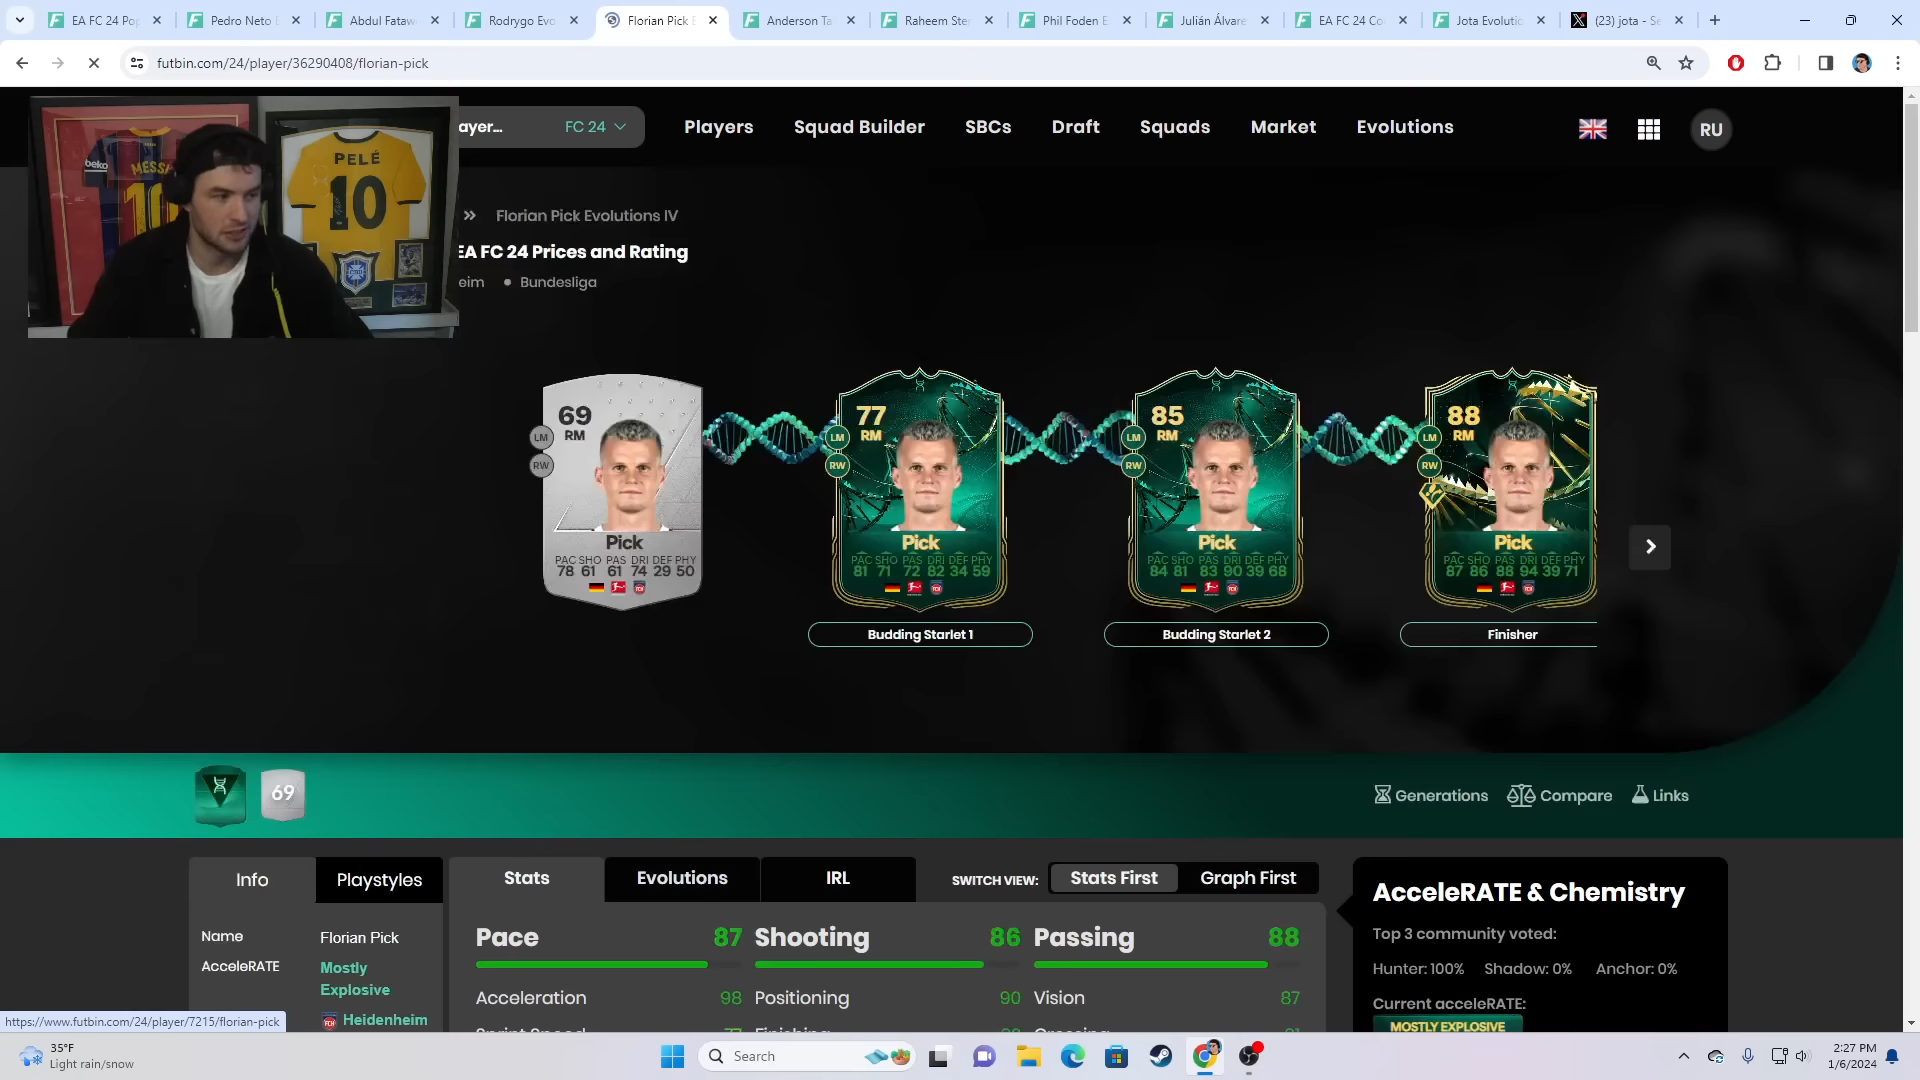 EA FC 24 Pop
Pedro Neto E
Abdul Fataw
Rodrygo Evo
Florian Pick E
Anderson Ta
Raheem Ster
Phil Foden E
Julián Álvare
EA FC 24 Co
Jota Evolutio
(23) jota - Se
futbin.com/24/player/36290408/florian-pick
ayer...
FC 24
Players
Squad Builder
SBCs
Draft
Squads
Market
Evolutions
RU
beko
MESSI
10
PELÉ
10
» Florian Pick Evolutions IV
EA FC 24 Prices and Rating
eim • Bundesliga
69
RM
LM
RW
Pick
PAC SHO PAS DRI DEF PHY
78 61 61 74 29 50
77
RM
LM
RW
Pick
PAC SHO PAS DRI DEF PHY
81 71 72 82 34 59
Budding Starlet 1
85
RM
LM
RW
Pick
PAC SHO PAS DRI DEF PHY
84 81 83 90 39 68
Budding Starlet 2
88
RM
LM
RW
Pick
PAC SHO PAS DRI DEF PHY
87 86 88 94 39 71
Finisher
69
Generations
Compare
Links
Info
Playstyles
Name
Florian Pick
AcceleRATE
Mostly
Explosive
Heidenheim
Stats
Evolutions
IRL
SWITCH VIEW:
Stats First
Graph First
Pace 87
Shooting 86
Passing 88
Acceleration 98
Positioning 90
Vision 87
AcceleRATE & Chemistry
Top 3 community voted:
Hunter: 100% Shadow: 0% Anchor: 0%
Current acceleRATE:
MOSTLY EXPLOSIVE
https://www.futbin.com/24/player/7215/florian-pick
35°F
Light rain/snow
Search
2:27 PM
1/6/2024